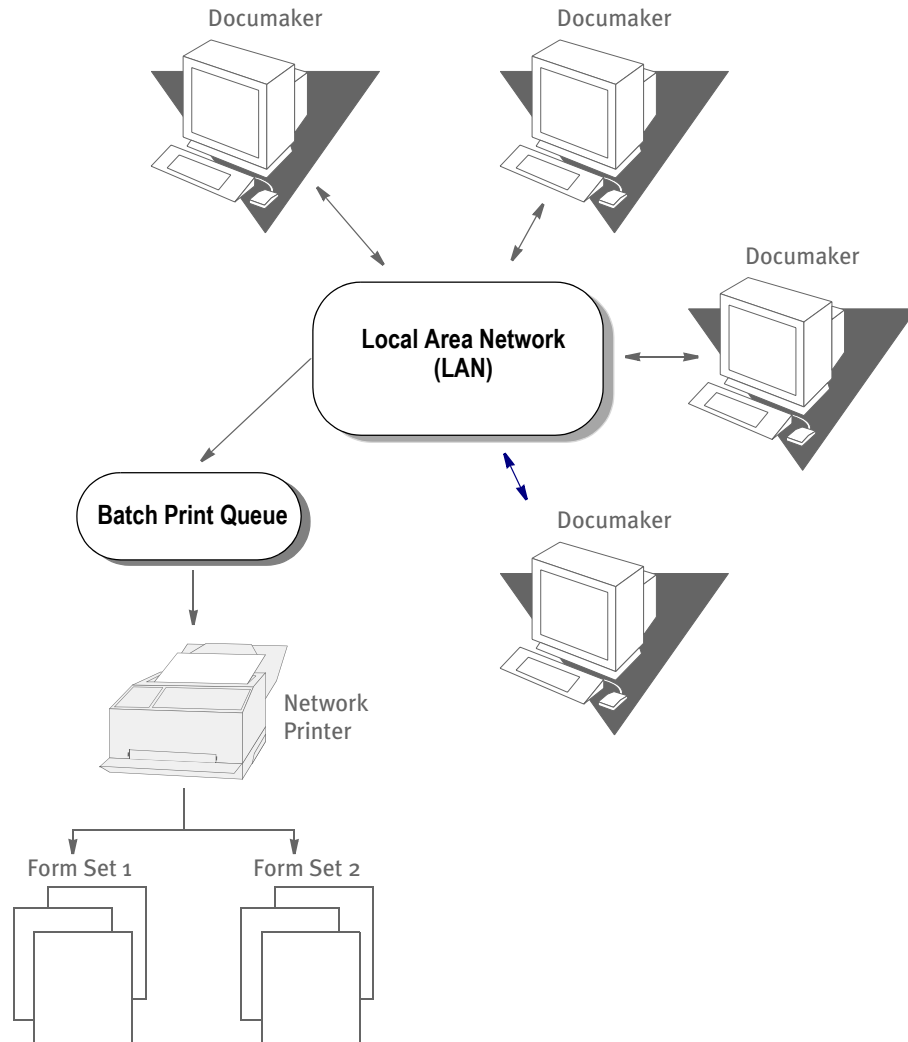 Documaker
Documaker
Documaker
Local Area Network
(LAN)
Batch Print Queue
Documaker
Network
Printer
Form Set 1
Form Set 2